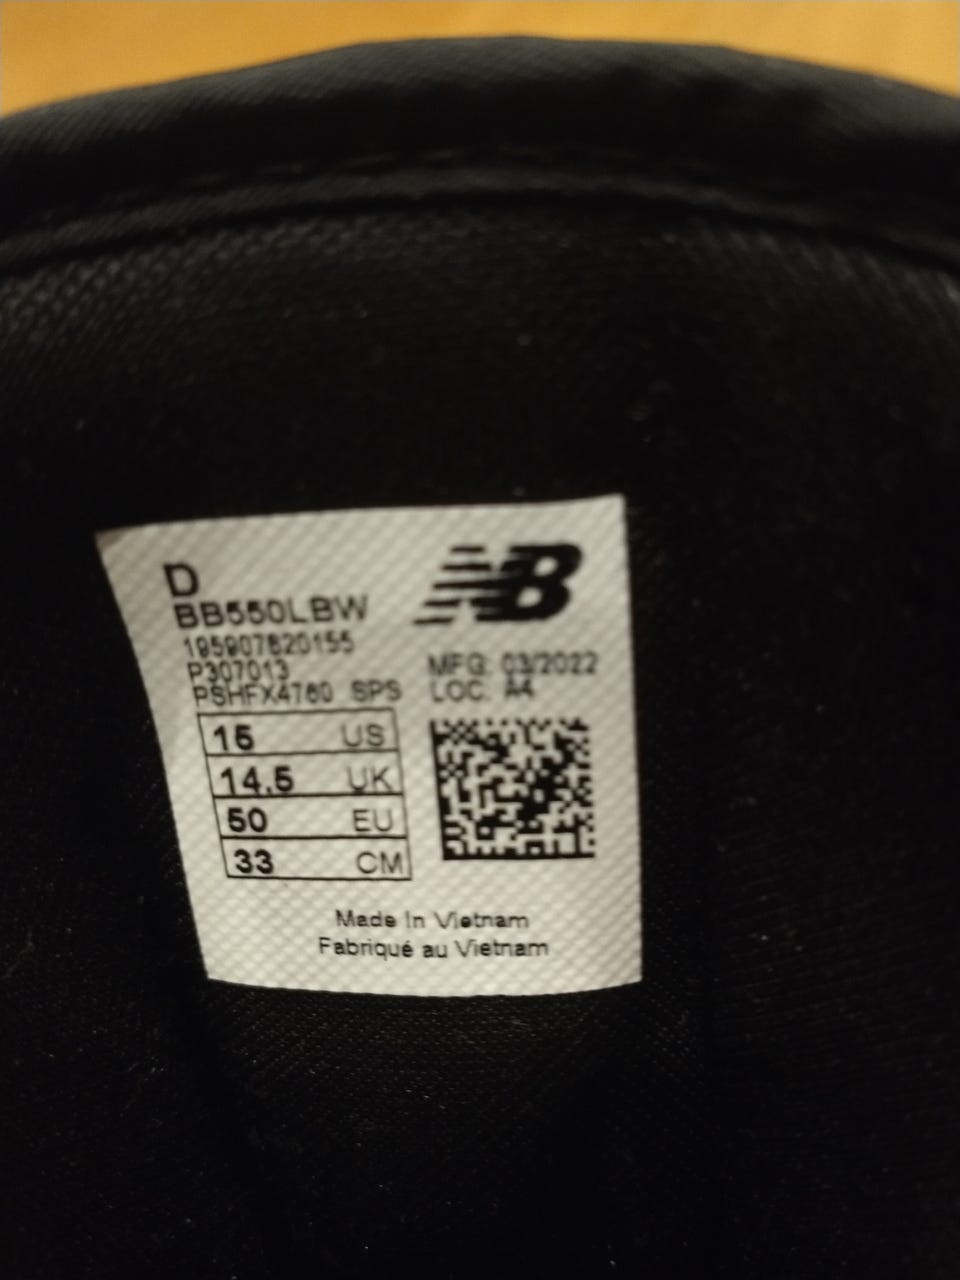 D
NB
BB550LBW
195907820155
P307013
PSHFX4760 SPS
MFG: 03/2022
LOC. A4
15 US
14.5 UK
50 EU
33 CM
Made In Vietnam
Fabriqué au Vietnam